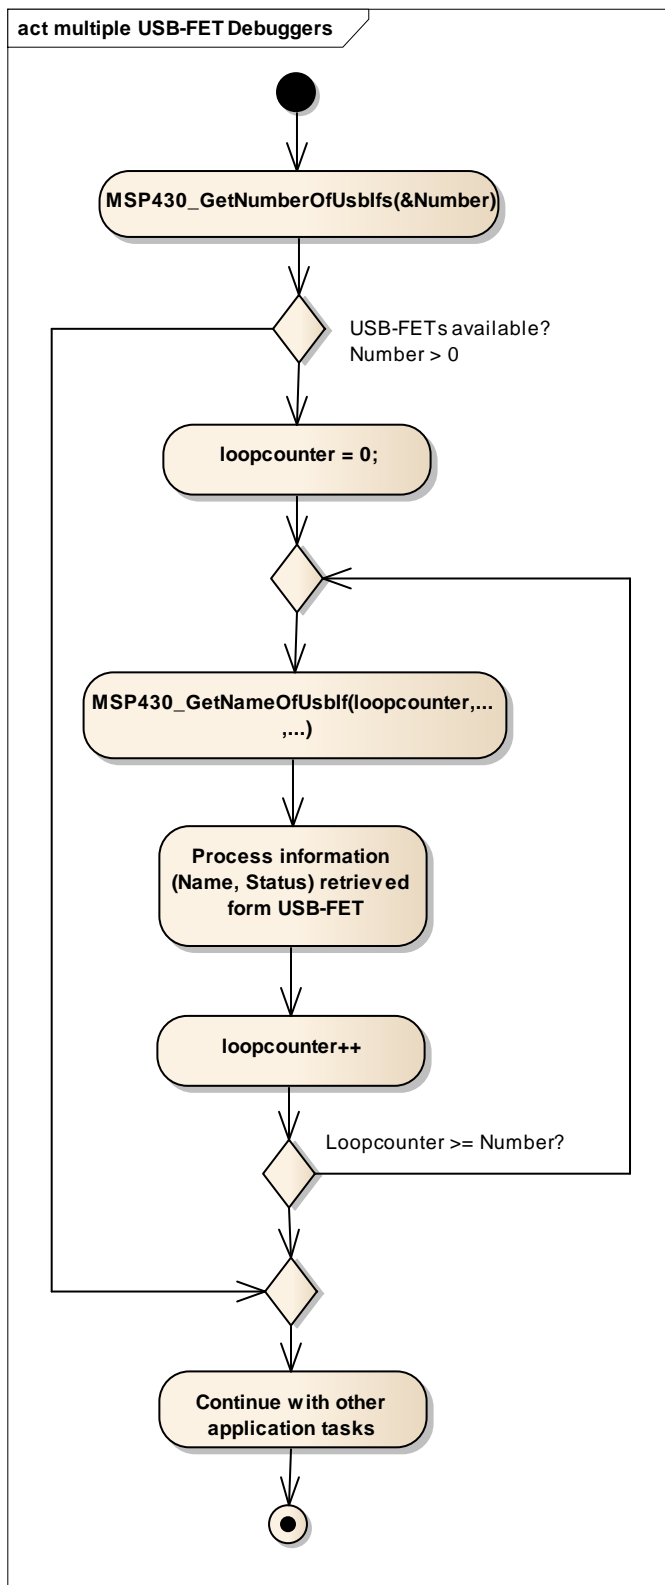 act multiple USB-FET Debuggers
MSP430_GetNumberOfUsbIfs(&Number)
USB-FETs available?
Number > 0
loopcounter = 0;
MSP430_GetNameOfUsbIf(loopcounter,...
,...)
Process information
(Name, Status) retrieved
form USB-FET
loopcounter++
Loopcounter >= Number?
Continue with other
application tasks